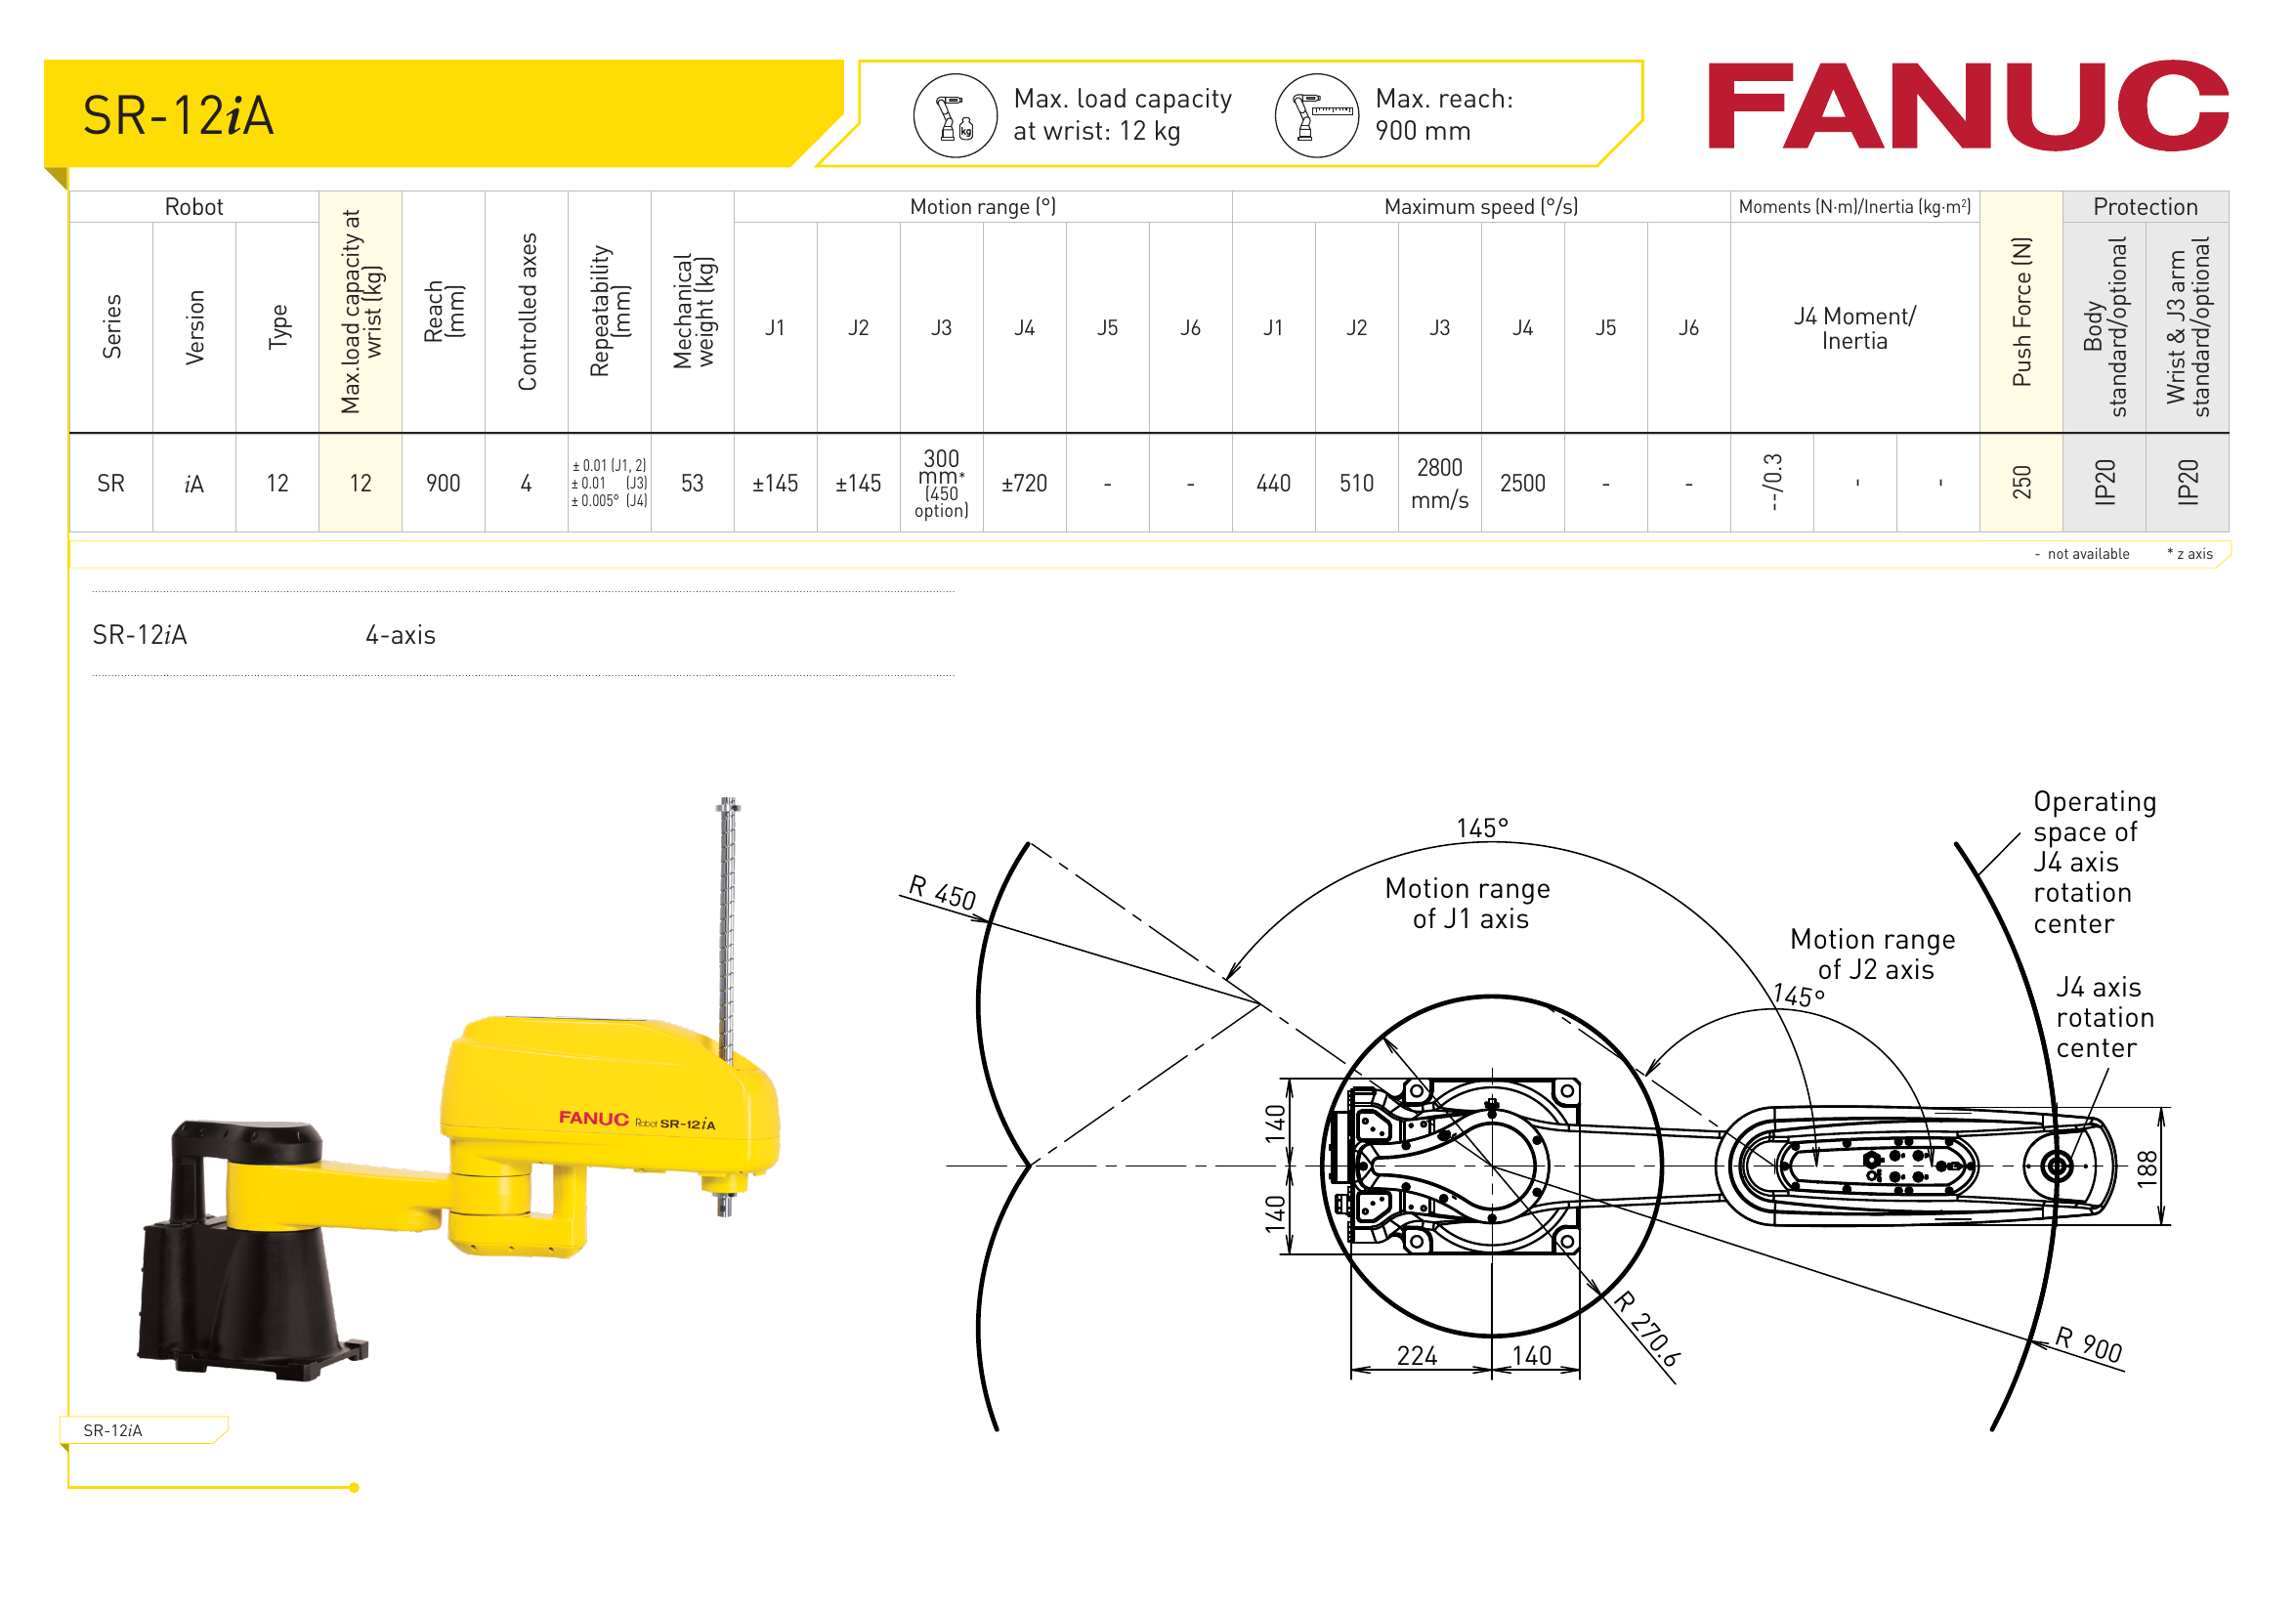 SR-12iA
Max. load capacity
at wrist: 12 kg
kg
Max. reach:
900 mm
FANUC
Robot
Max.load capacity at
wrist (kg)
Reach
(mm)
Controlled axes
Repeatability
(mm)
Mechanical
weight (kg)
Motion range (°)
Maximum speed (°/s)
Moments (N·m)/Inertia (kg·m²)
Push Force (N)
Protection
Series
Version
Type
J1
J2
J3
J4
J5
J6
J1
J2
J3
J4
J5
J6
J4 Moment/
Inertia
Body
standard/optional
Wrist & J3 arm
standard/optional
SR
iA
12
12
900
4
± 0.01 (J1, 2)
± 0.01 (J3)
± 0.005° (J4)
53
±145
±145
300
mm*
(450
option)
±720
-
-
440
510
2800
mm/s
2500
-
-
--/0.3
-
-
250
IP20
IP20
- not available
* z axis
SR-12iA
4-axis
FANUC Robot SR-12iA
Operating
space of
J4 axis
rotation
center
145°
R 450
Motion range
of J1 axis
Motion range
of J2 axis
145°
J4 axis
rotation
center
140
140
188
R 270.6
R 900
224
140
SR-12iA